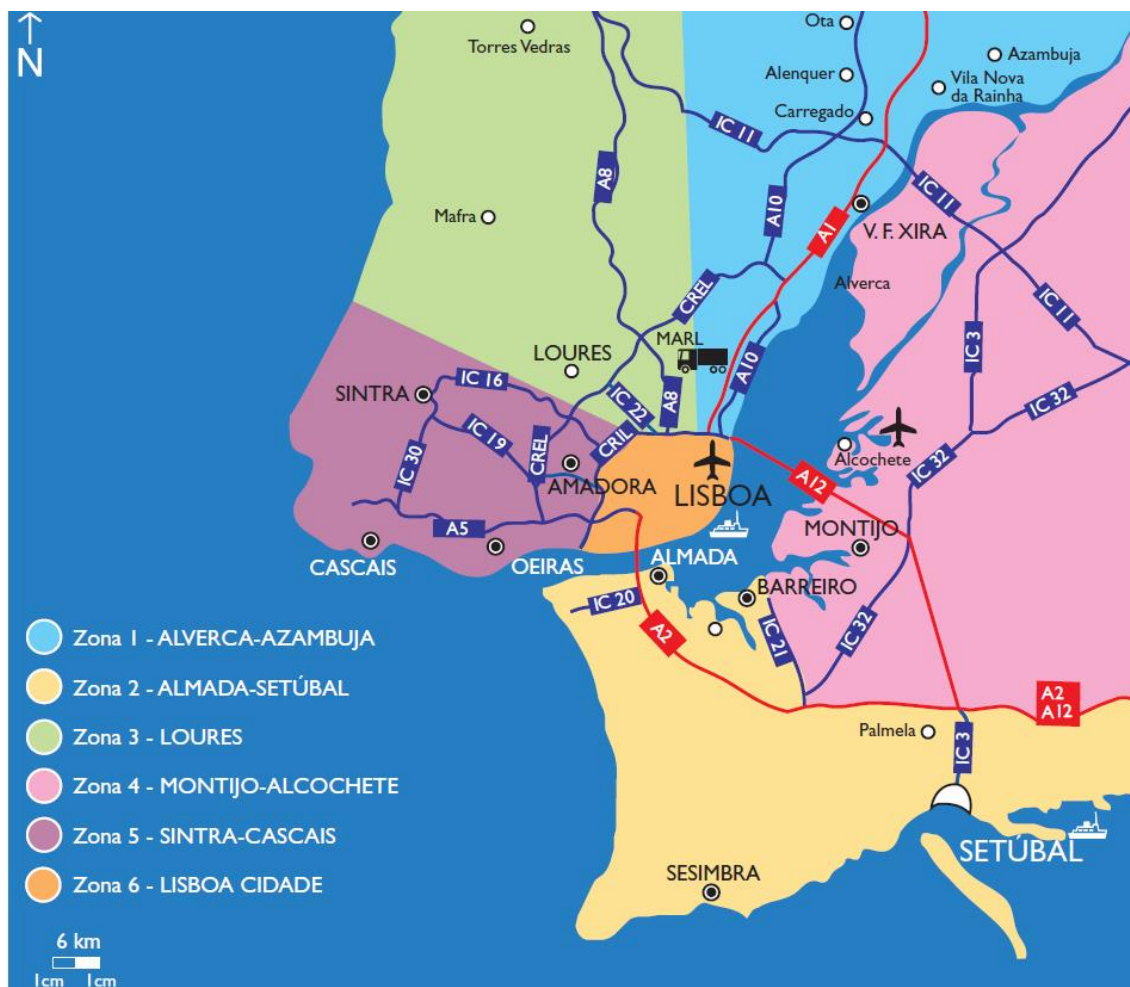 N
Torres Vedras
Ota
Alenquer
Carregado
Azambuja
Vila Nova
da Rainha
IC 11
A8
A10
A1
IC 11
Mafra
V. F. XIRA
Alverca
CREL
IC 11
IC 3
MARL
LOURES
A10
SINTRA
IC 16
IC 22
A8
IC 32
IC 19
CRIL
Alcochete
IC 30
CREL
AMADORA
LISBOA
A12
IC 32
A5
MONTIJO
CASCAIS
OEIRAS
ALMADA
BARREIRO
IC 20
A2
IC 21
IC 32
Zona 1 - ALVERCA-AZAMBUJA
Zona 2 - ALMADA-SETÚBAL
Zona 3 - LOURES
Zona 4 - MONTIJO-ALCOCHETE
Zona 5 - SINTRA-CASCAIS
Zona 6 - LISBOA CIDADE
A2
A12
Palmela
IC 3
SETÚBAL
SESIMBRA
6 km
1cm 1cm